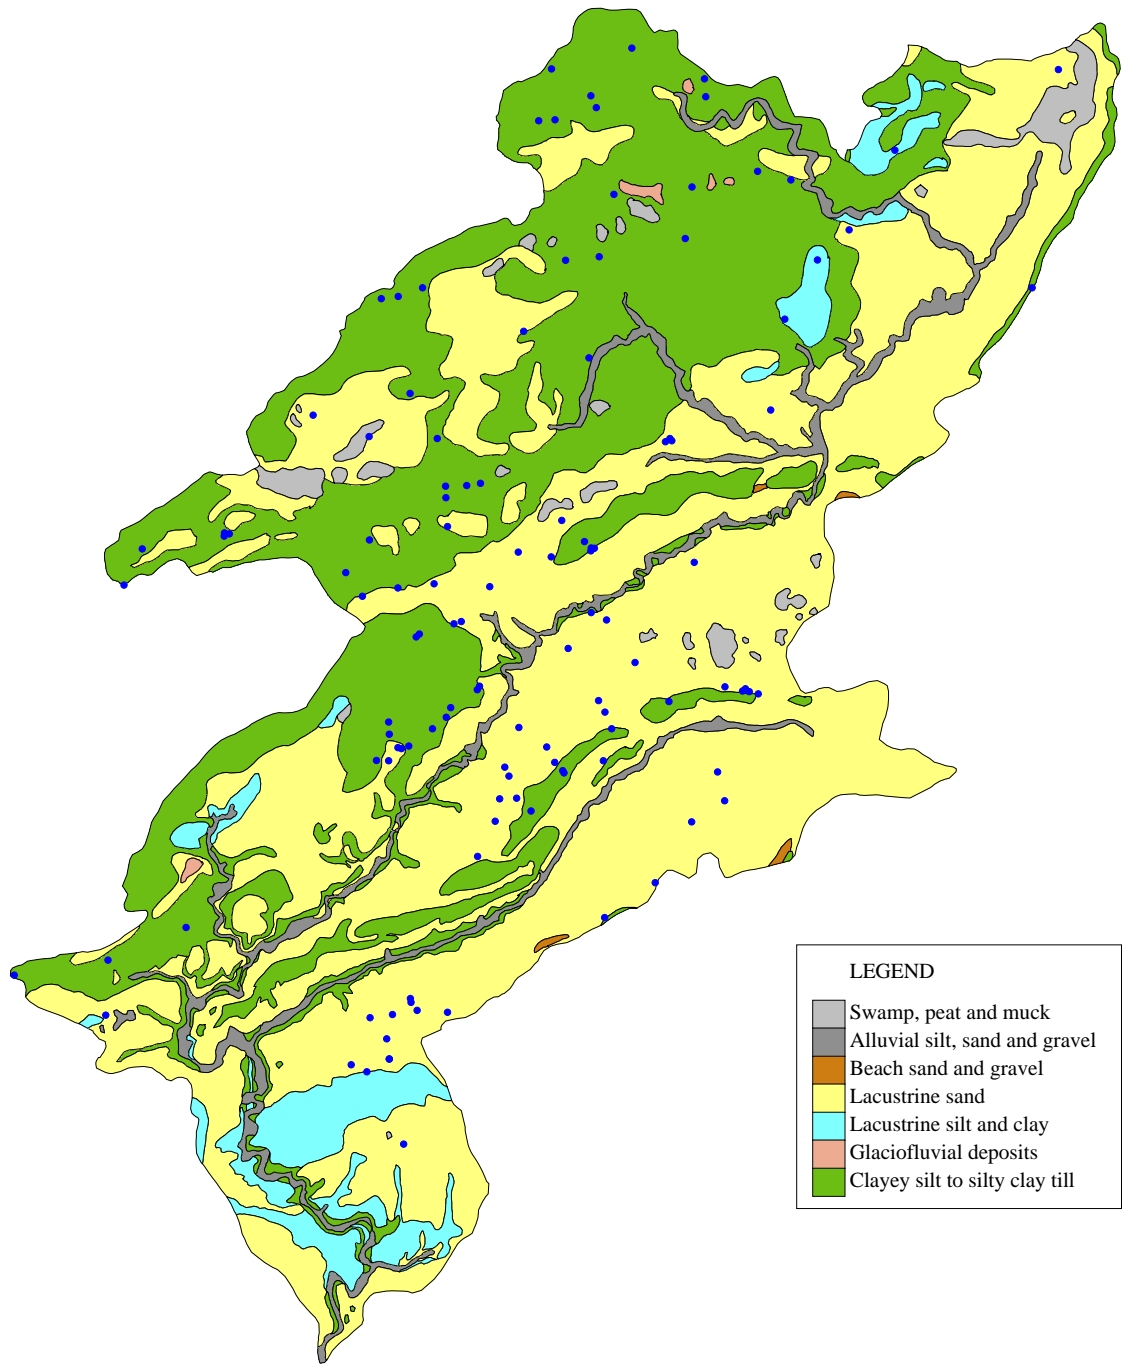 LEGEND
Swamp, peat and muck
Alluvial silt, sand and gravel
Beach sand and gravel
Lacustrine sand
Lacustrine silt and clay
Glaciofluvial deposits
Clayey silt to silty clay till